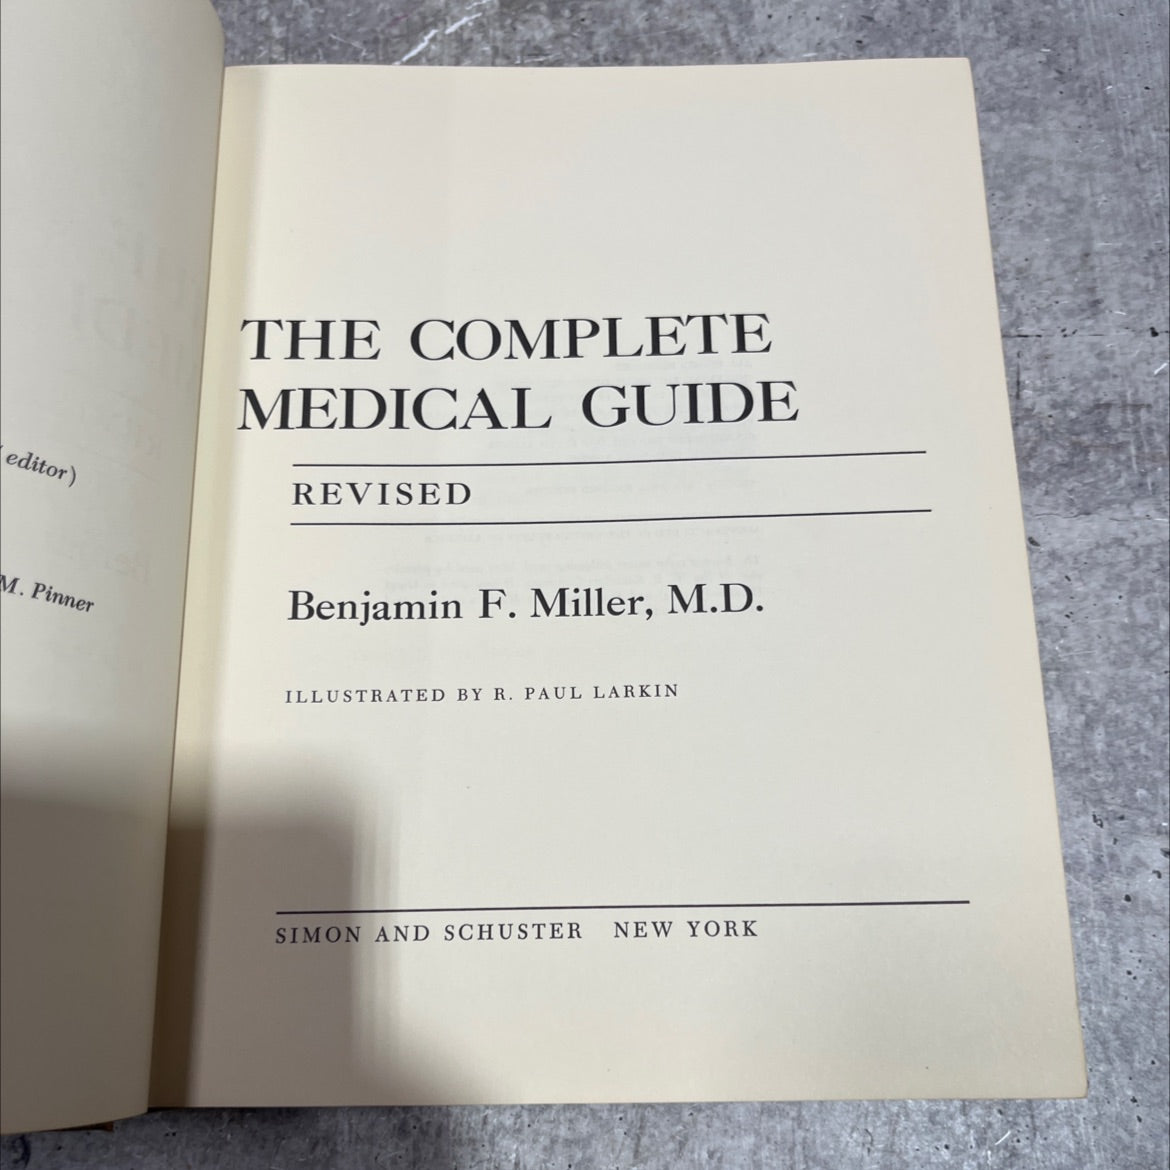 editor)
M. Pinner
THE COMPLETE
MEDICAL GUIDE
REVISED
Benjamin F. Miller, M.D.
ILLUSTRATED BY R. PAUL LARKIN
SIMON AND SCHUSTER NEW YORK